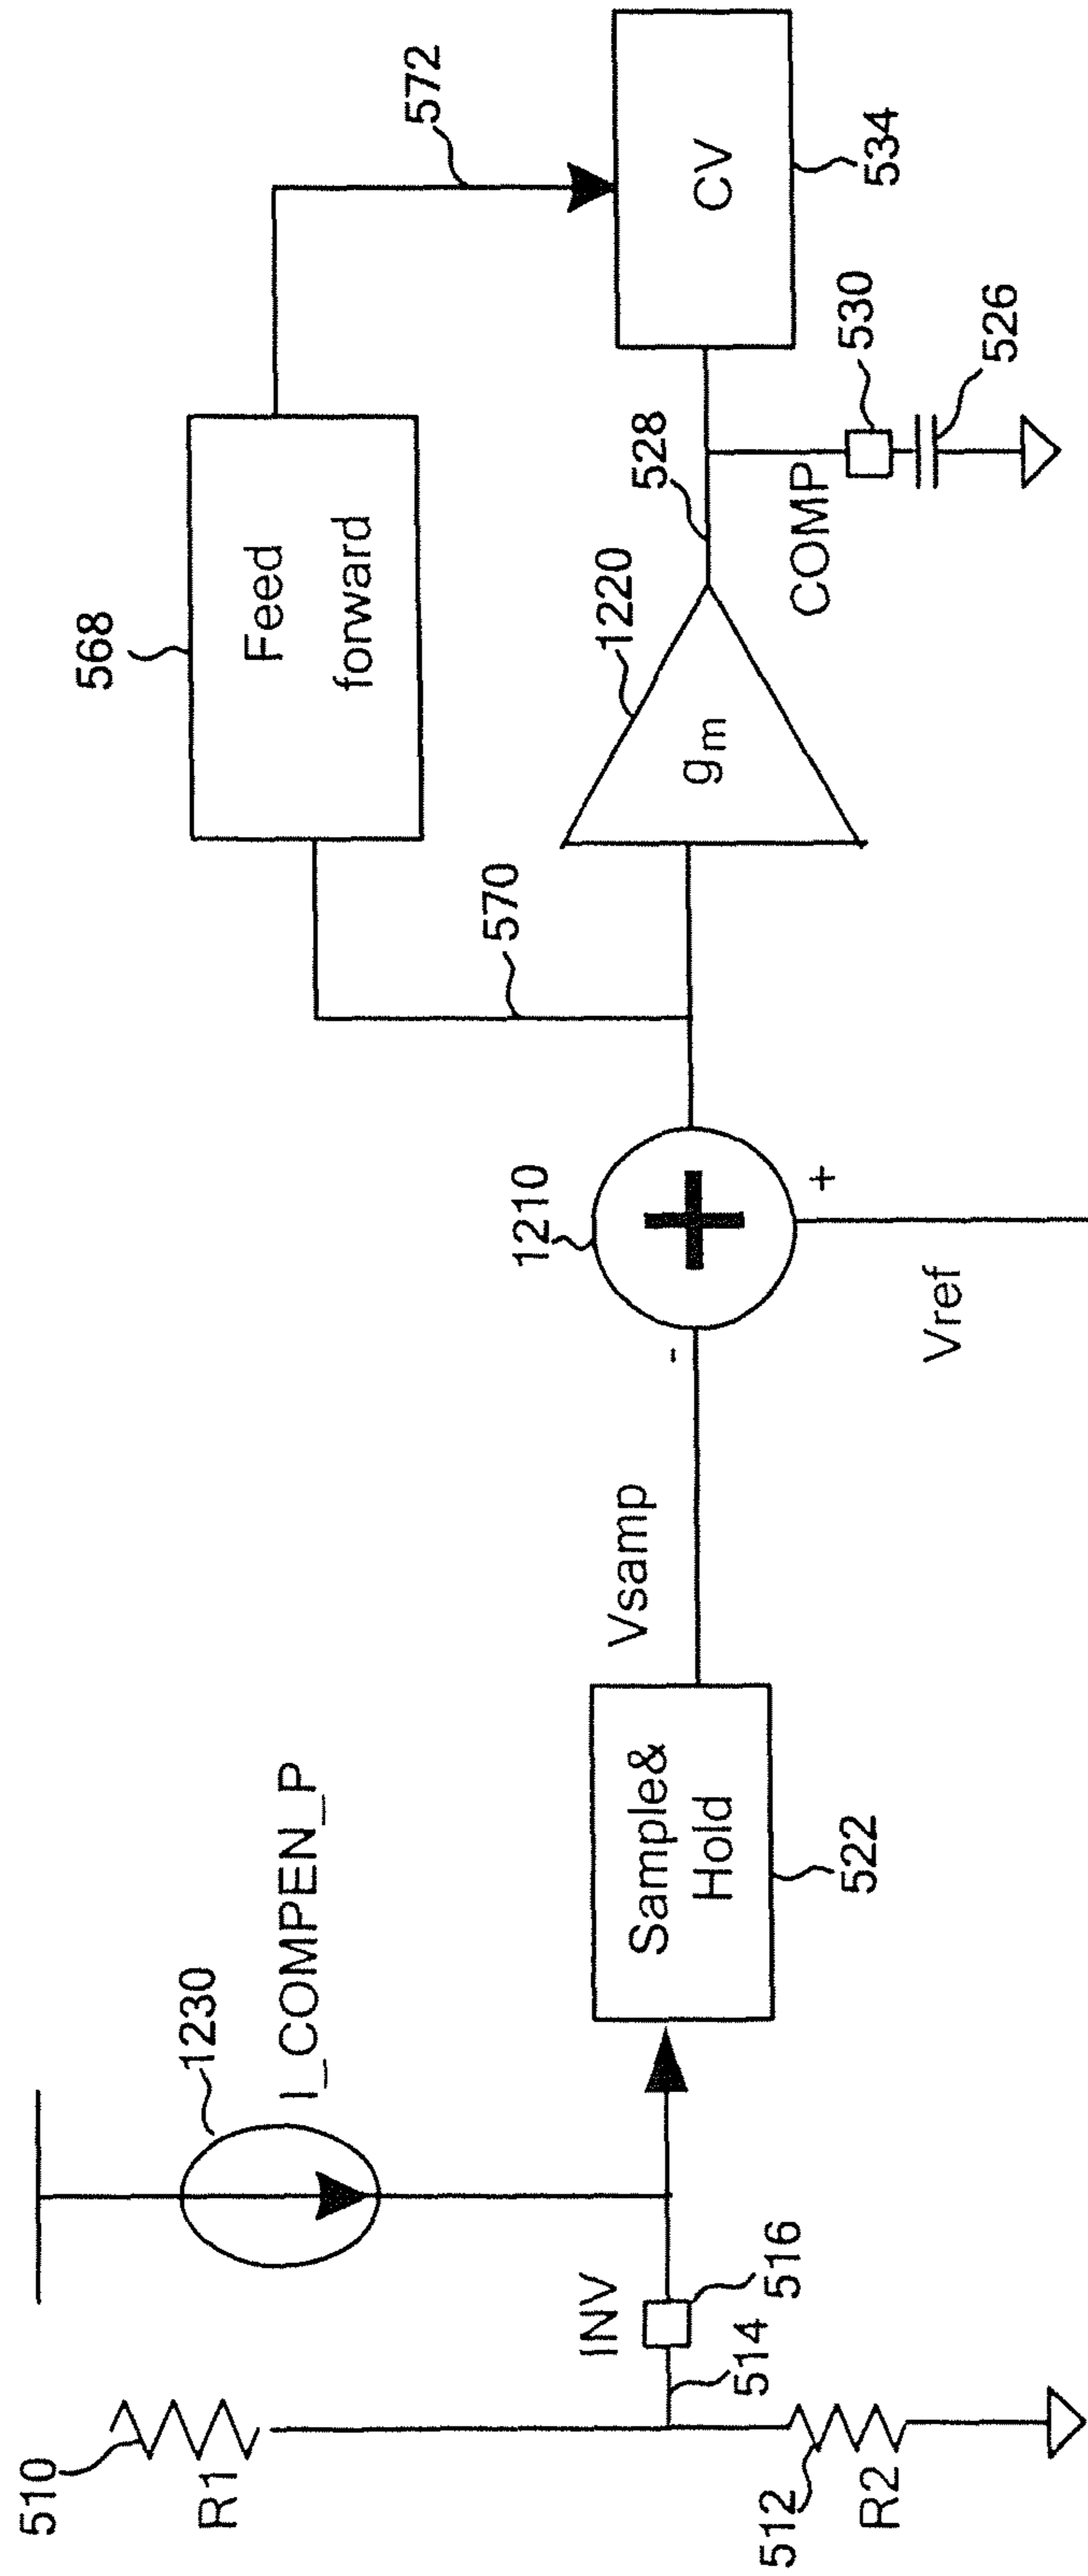 510
R1
512
R2
514
INV
516
1230
I_COMPEN_P
Sample&
Hold
522
Vsamp
-
1210
+
+
Vref
570
568
Feed
forward
572
gm
1220
528
COMP
530
526
CV
534